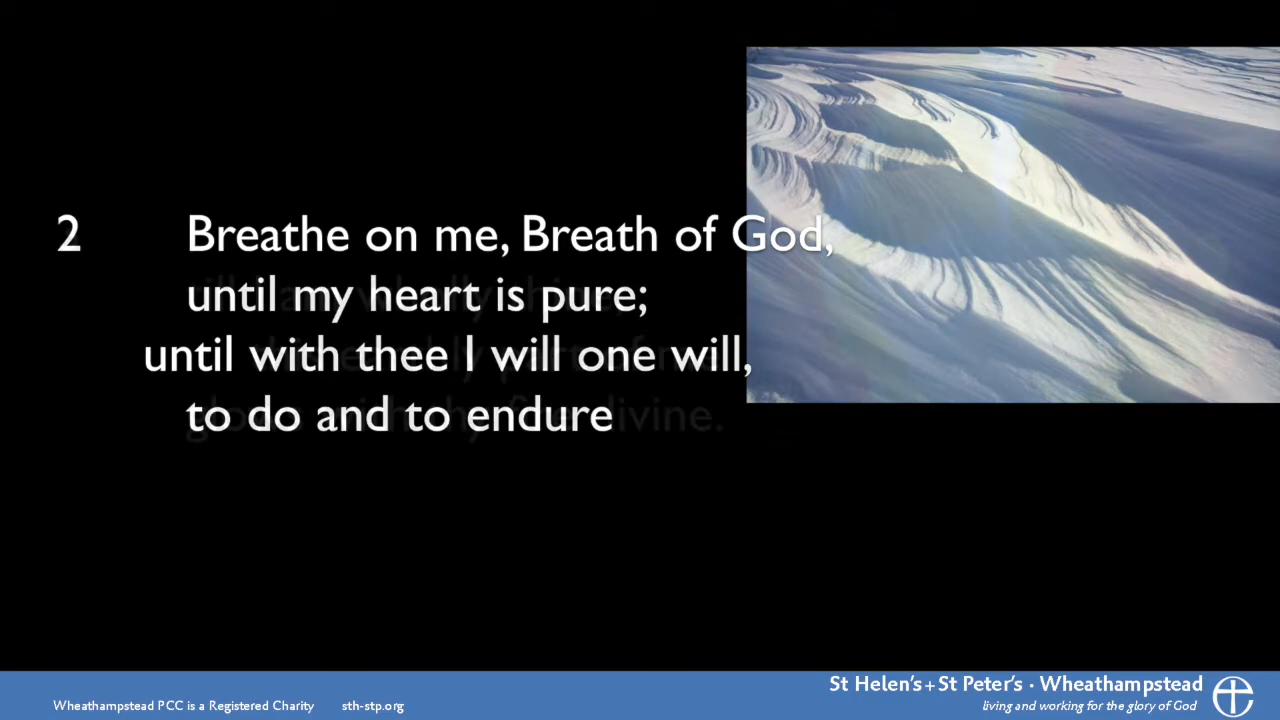 2 Breathe on me, Breath of God,
until my heart is pure;
until with thee I will one will,
to do and to endure
St Helen's + St Peter's · Wheathampstead
living and working for the glory of God
Wheathampstead PCC is a Registered Charity sth-stp.org